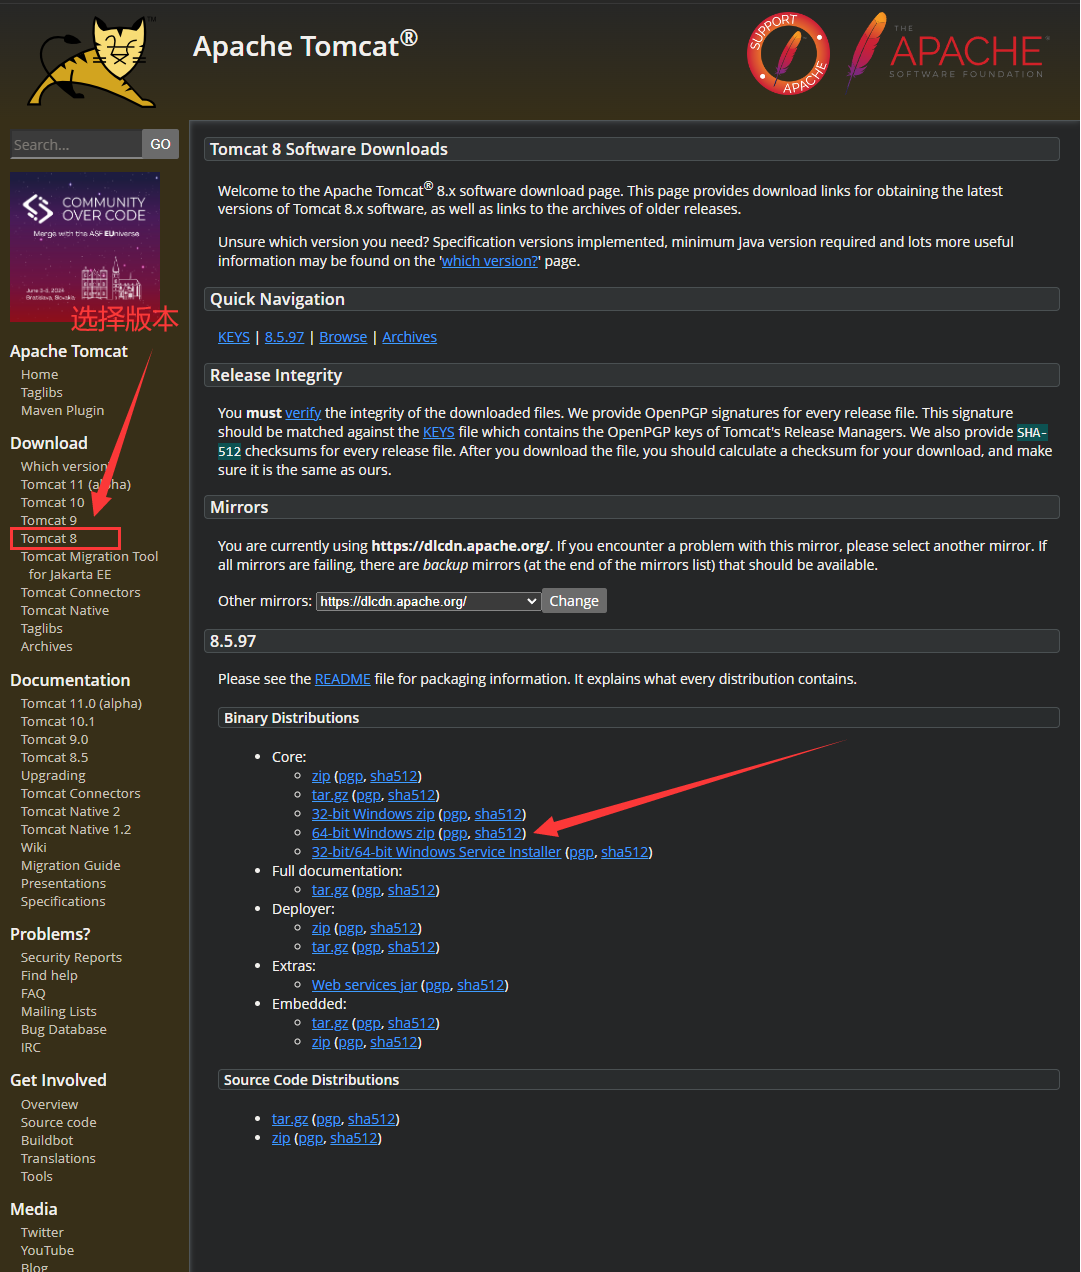 TM
Apache Tomcat®
SUPPORT APACHE
THE
APACHE®
SOFTWARE FOUNDATION
Search...
GO
COMMUNITY
OVER CODE
Merge with the ASF EUniverse
June 3-5, 2024
Bratislava, Slovakia
选择版本
Apache Tomcat
Home
Taglibs
Maven Plugin
Download
Which version
Tomcat 11 (alpha)
Tomcat 10
Tomcat 9
Tomcat 8
Tomcat Migration Tool
for Jakarta EE
Tomcat Connectors
Tomcat Native
Taglibs
Archives
Documentation
Tomcat 11.0 (alpha)
Tomcat 10.1
Tomcat 9.0
Tomcat 8.5
Upgrading
Tomcat Connectors
Tomcat Native 2
Tomcat Native 1.2
Wiki
Migration Guide
Presentations
Specifications
Problems?
Security Reports
Find help
FAQ
Mailing Lists
Bug Database
IRC
Get Involved
Overview
Source code
Buildbot
Translations
Tools
Media
Twitter
YouTube
Blog
Tomcat 8 Software Downloads
Welcome to the Apache Tomcat® 8.x software download page. This page provides download links for obtaining the latest
versions of Tomcat 8.x software, as well as links to the archives of older releases.
Unsure which version you need? Specification versions implemented, minimum Java version required and lots more useful
information may be found on the 'which version?' page.
Quick Navigation
KEYS | 8.5.97 | Browse | Archives
Release Integrity
You must verify the integrity of the downloaded files. We provide OpenPGP signatures for every release file. This signature
should be matched against the KEYS file which contains the OpenPGP keys of Tomcat's Release Managers. We also provide SHA-
512 checksums for every release file. After you download the file, you should calculate a checksum for your download, and make
sure it is the same as ours.
Mirrors
You are currently using https://dlcdn.apache.org/. If you encounter a problem with this mirror, please select another mirror. If
all mirrors are failing, there are backup mirrors (at the end of the mirrors list) that should be available.
Other mirrors: https://dlcdn.apache.org/ Change
8.5.97
Please see the README file for packaging information. It explains what every distribution contains.
Binary Distributions
Core:
zip (pgp, sha512)
tar.gz (pgp, sha512)
32-bit Windows zip (pgp, sha512)
64-bit Windows zip (pgp, sha512)
32-bit/64-bit Windows Service Installer (pgp, sha512)
Full documentation:
tar.gz (pgp, sha512)
Deployer:
zip (pgp, sha512)
tar.gz (pgp, sha512)
Extras:
Web services jar (pgp, sha512)
Embedded:
tar.gz (pgp, sha512)
zip (pgp, sha512)
Source Code Distributions
tar.gz (pgp, sha512)
zip (pgp, sha512)